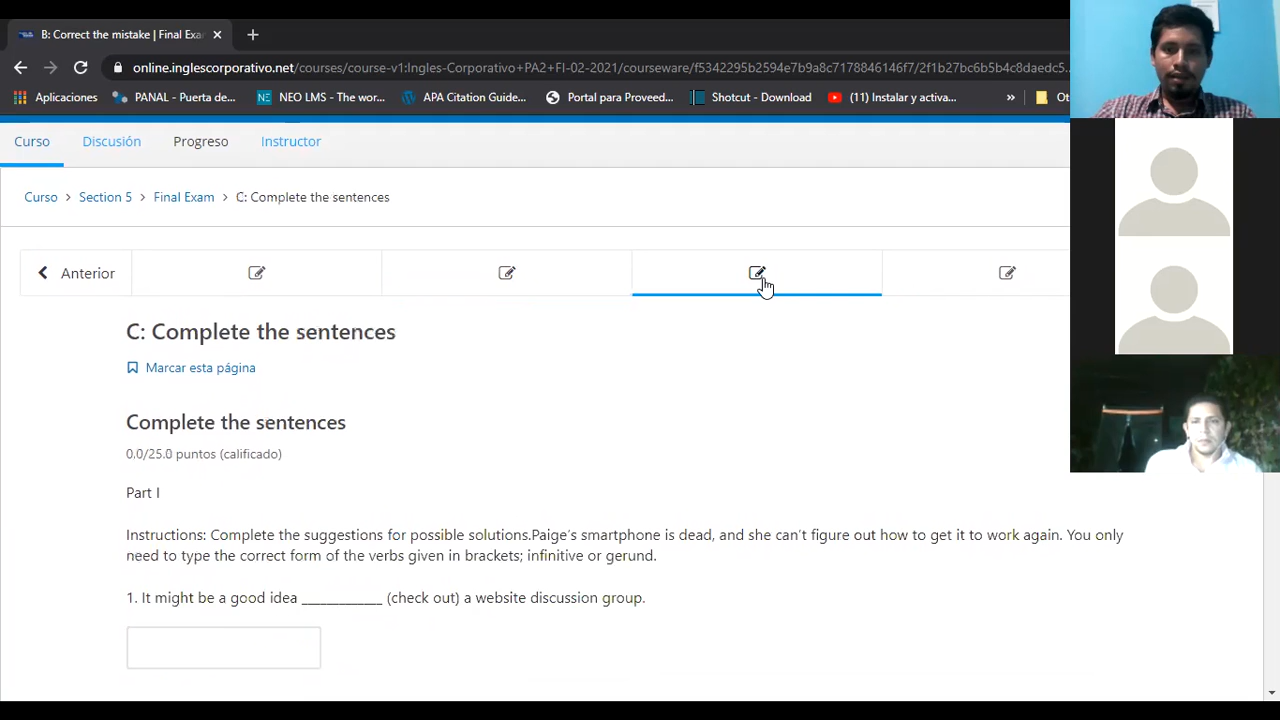 B: Correct the mistake | Final Exa
online.inglescorporativo.net/courses/course-v1:Ingles-Corporativo+PA2+FI-02-2021/courseware/f5342295b2594e7b9a8c7178846146f7/2f1b27bc6b5b4c8daedc5...
Aplicaciones
PANAL - Puerta de...
NEO LMS - The wor...
APA Citation Guide...
Portal para Proveed...
Shotcut - Download
(11) Instalar y activa...
»
Ot
Curso
Discusión
Progreso
Instructor
Curso > Section 5 > Final Exam > C: Complete the sentences
Anterior
C: Complete the sentences
Marcar esta página
Complete the sentences
0.0/25.0 puntos (calificado)
Part I
Instructions: Complete the suggestions for possible solutions.Paige's smartphone is dead, and she can't figure out how to get it to work again. You only
need to type the correct form of the verbs given in brackets; infinitive or gerund.
1. It might be a good idea ____________ (check out) a website discussion group.